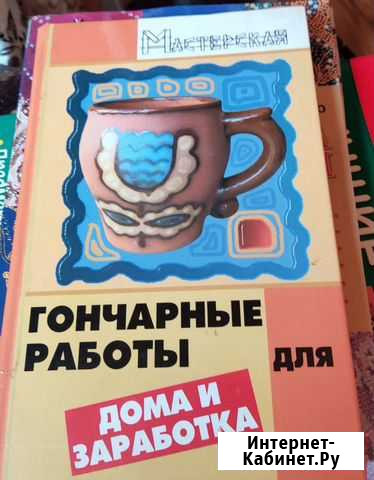 МАСТЕРСКАЯ
ГОНЧАРНЫЕ
РАБОТЫ ДЛЯ
ДОМА И
ЗАРАБОТКА
Интернет-
Кабинет.Ру